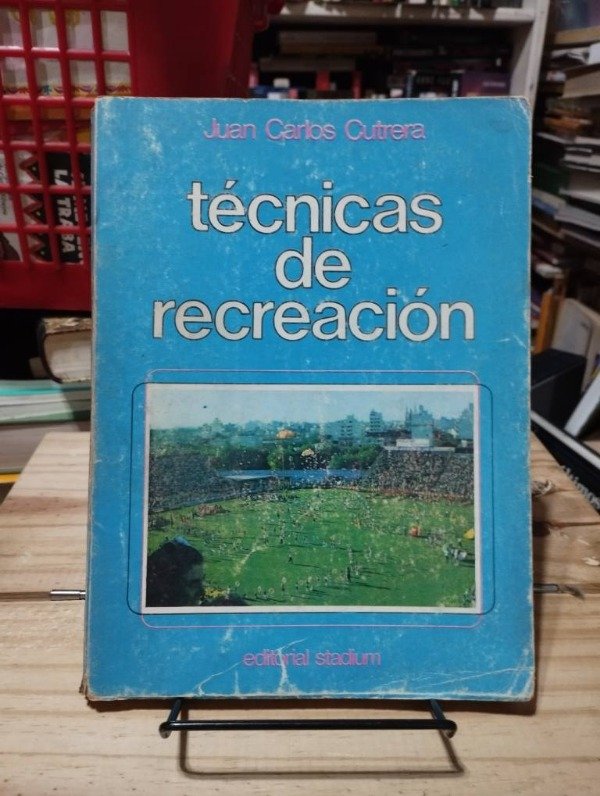 Juan Carlos Cutrera
técnicas
de
recreación
editorial stadium